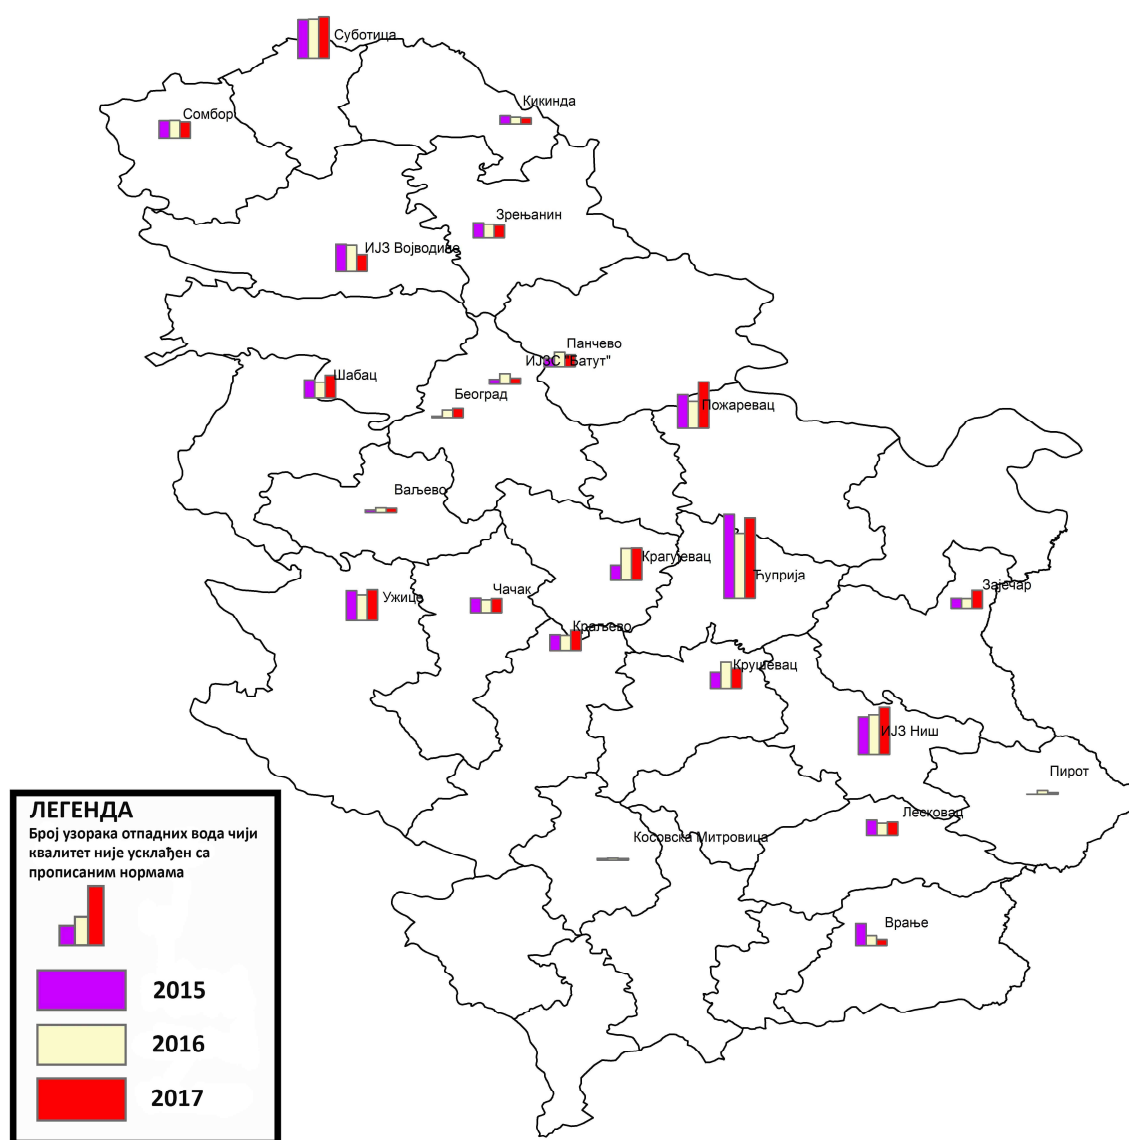 Суботица
Кикинда
Сомбор
Зрењанин
ИЈЗ Војводине
Панчево
ИЈЗС "Батут"
Шабац
Београд
Пожаревац
Ваљево
Крагујевац
Ћуприја
Зајечар
Чачак
Ужице
Краљево
Крушевац
ИЈЗ Ниш
Пирот
Лесковац
Косовска Митровица
Врање
ЛЕГЕНДА
Број узорака отпадних вода чији
квалитет није усклађен са
прописаним нормама
2015
2016
2017